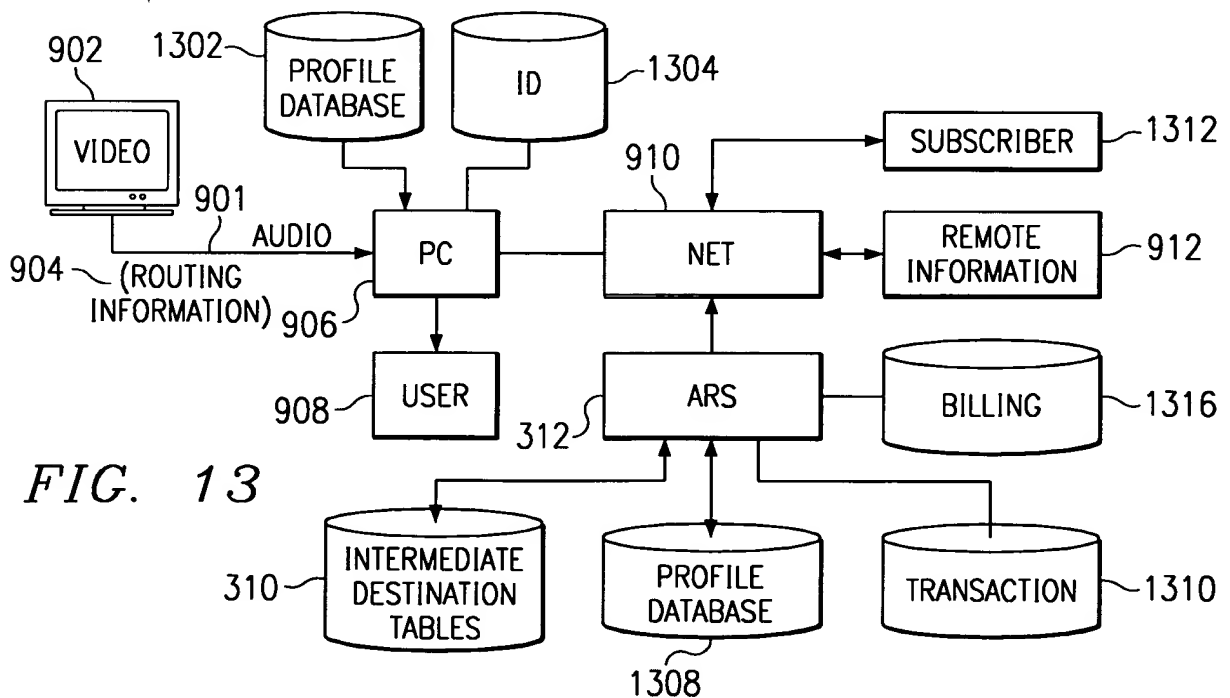 1302
902
PROFILE
DATABASE
ID
1304
VIDEO
910
SUBSCRIBER
1312
901
AUDIO
PC
NET
REMOTE
INFORMATION
912
904
(ROUTING
INFORMATION)
906
USER
908
ARS
312
BILLING
1316
FIG. 13
310
INTERMEDIATE
DESTINATION
TABLES
PROFILE
DATABASE
1308
TRANSACTION
1310